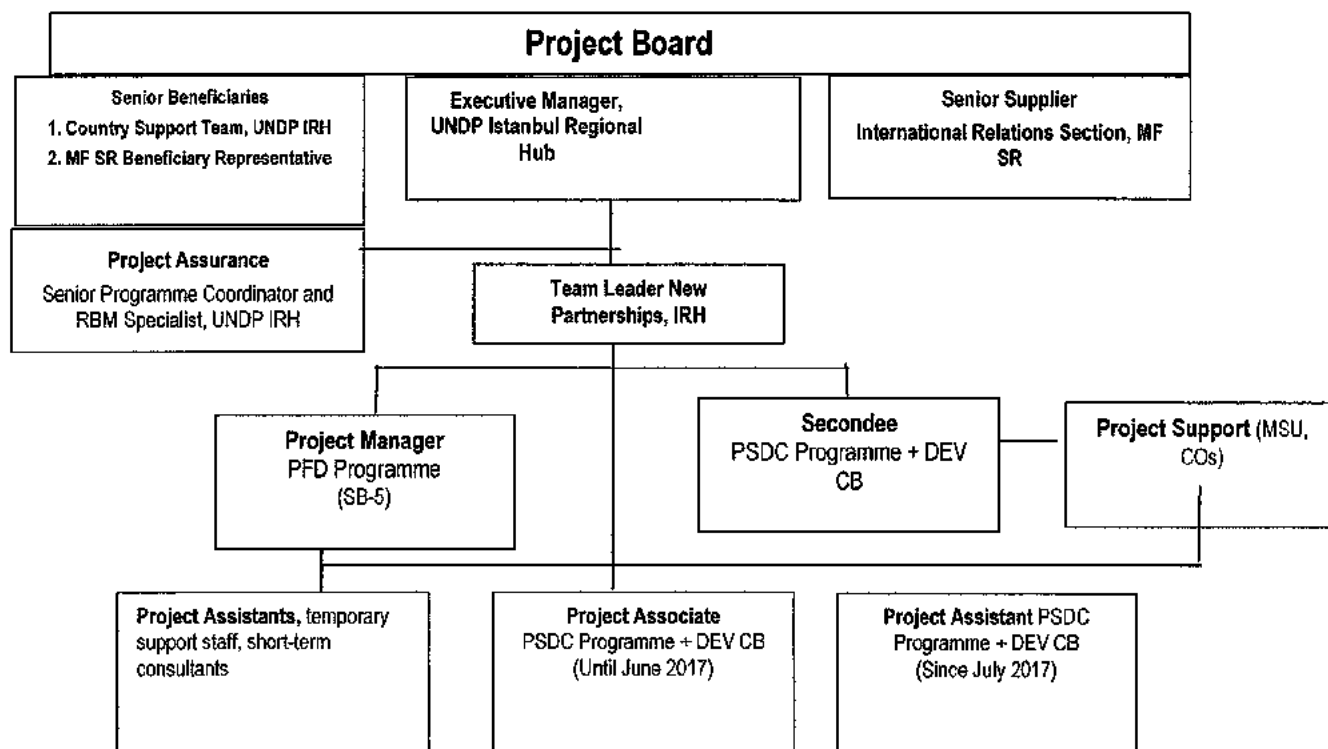 Project Board
Senior Beneficiaries
1. Country Support Team, UNDP IRH
2. MF SR Beneficiary Representative
Executive Manager,
UNDP Istanbul Regional
Hub
Senior Supplier
International Relations Section, MF
SR
Project Assurance
Senior Programme Coordinator and
RBM Specialist, UNDP IRH
Team Leader New
Partnerships, IRH
Project Manager
PFD Programme
(SB-5)
Secondee
PSDC Programme + DEV
CB
Project Support (MSU,
COs)
Project Assistants, temporary
support staff, short-term
consultants
Project Associate
PSDC Programme + DEV CB
(Until June 2017)
Project Assistant PSDC
Programme + DEV CB
(Since July 2017)